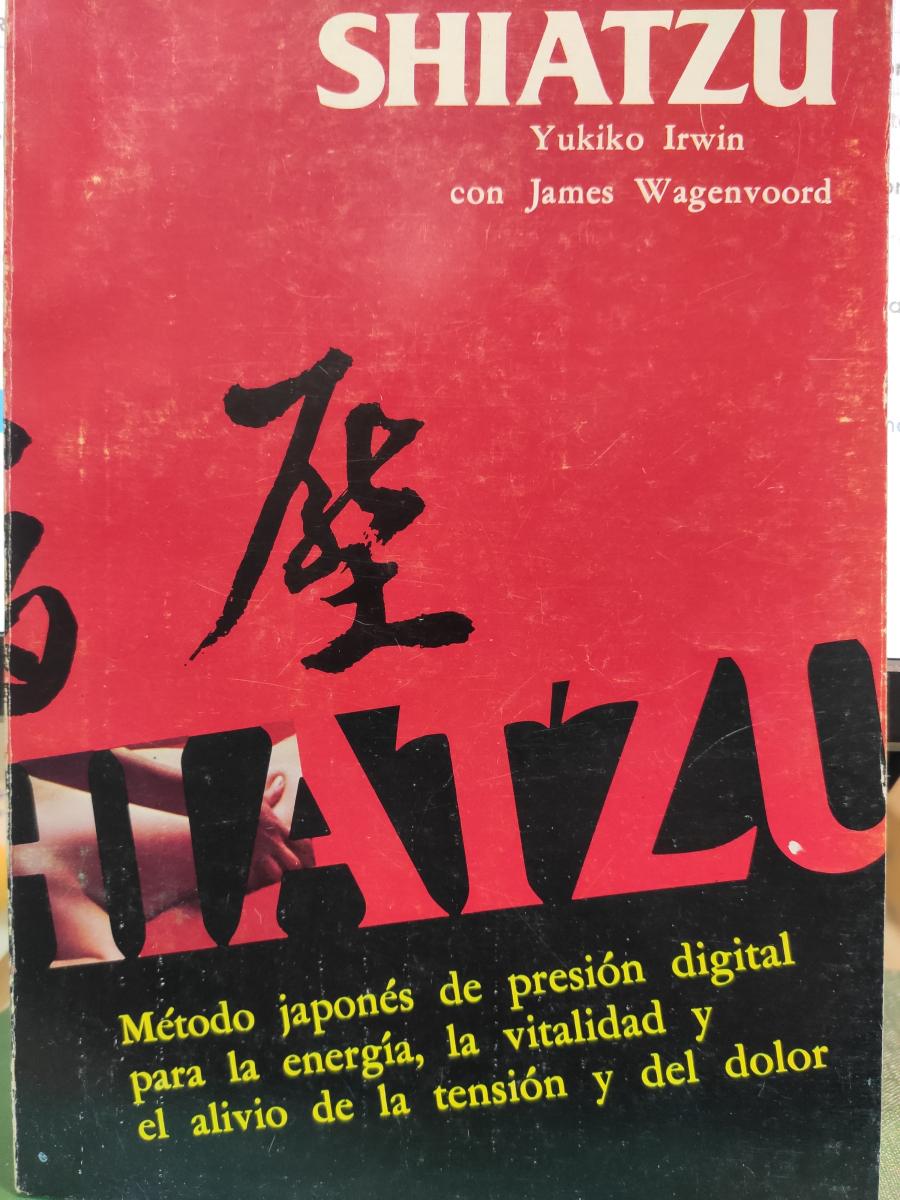 SHIATZU
Yukiko Irwin
con James Wagenvoord
HIATZU
Método japonés de presión digital
para la energía, la vitalidad y
el alivio de la tensión y del dolor